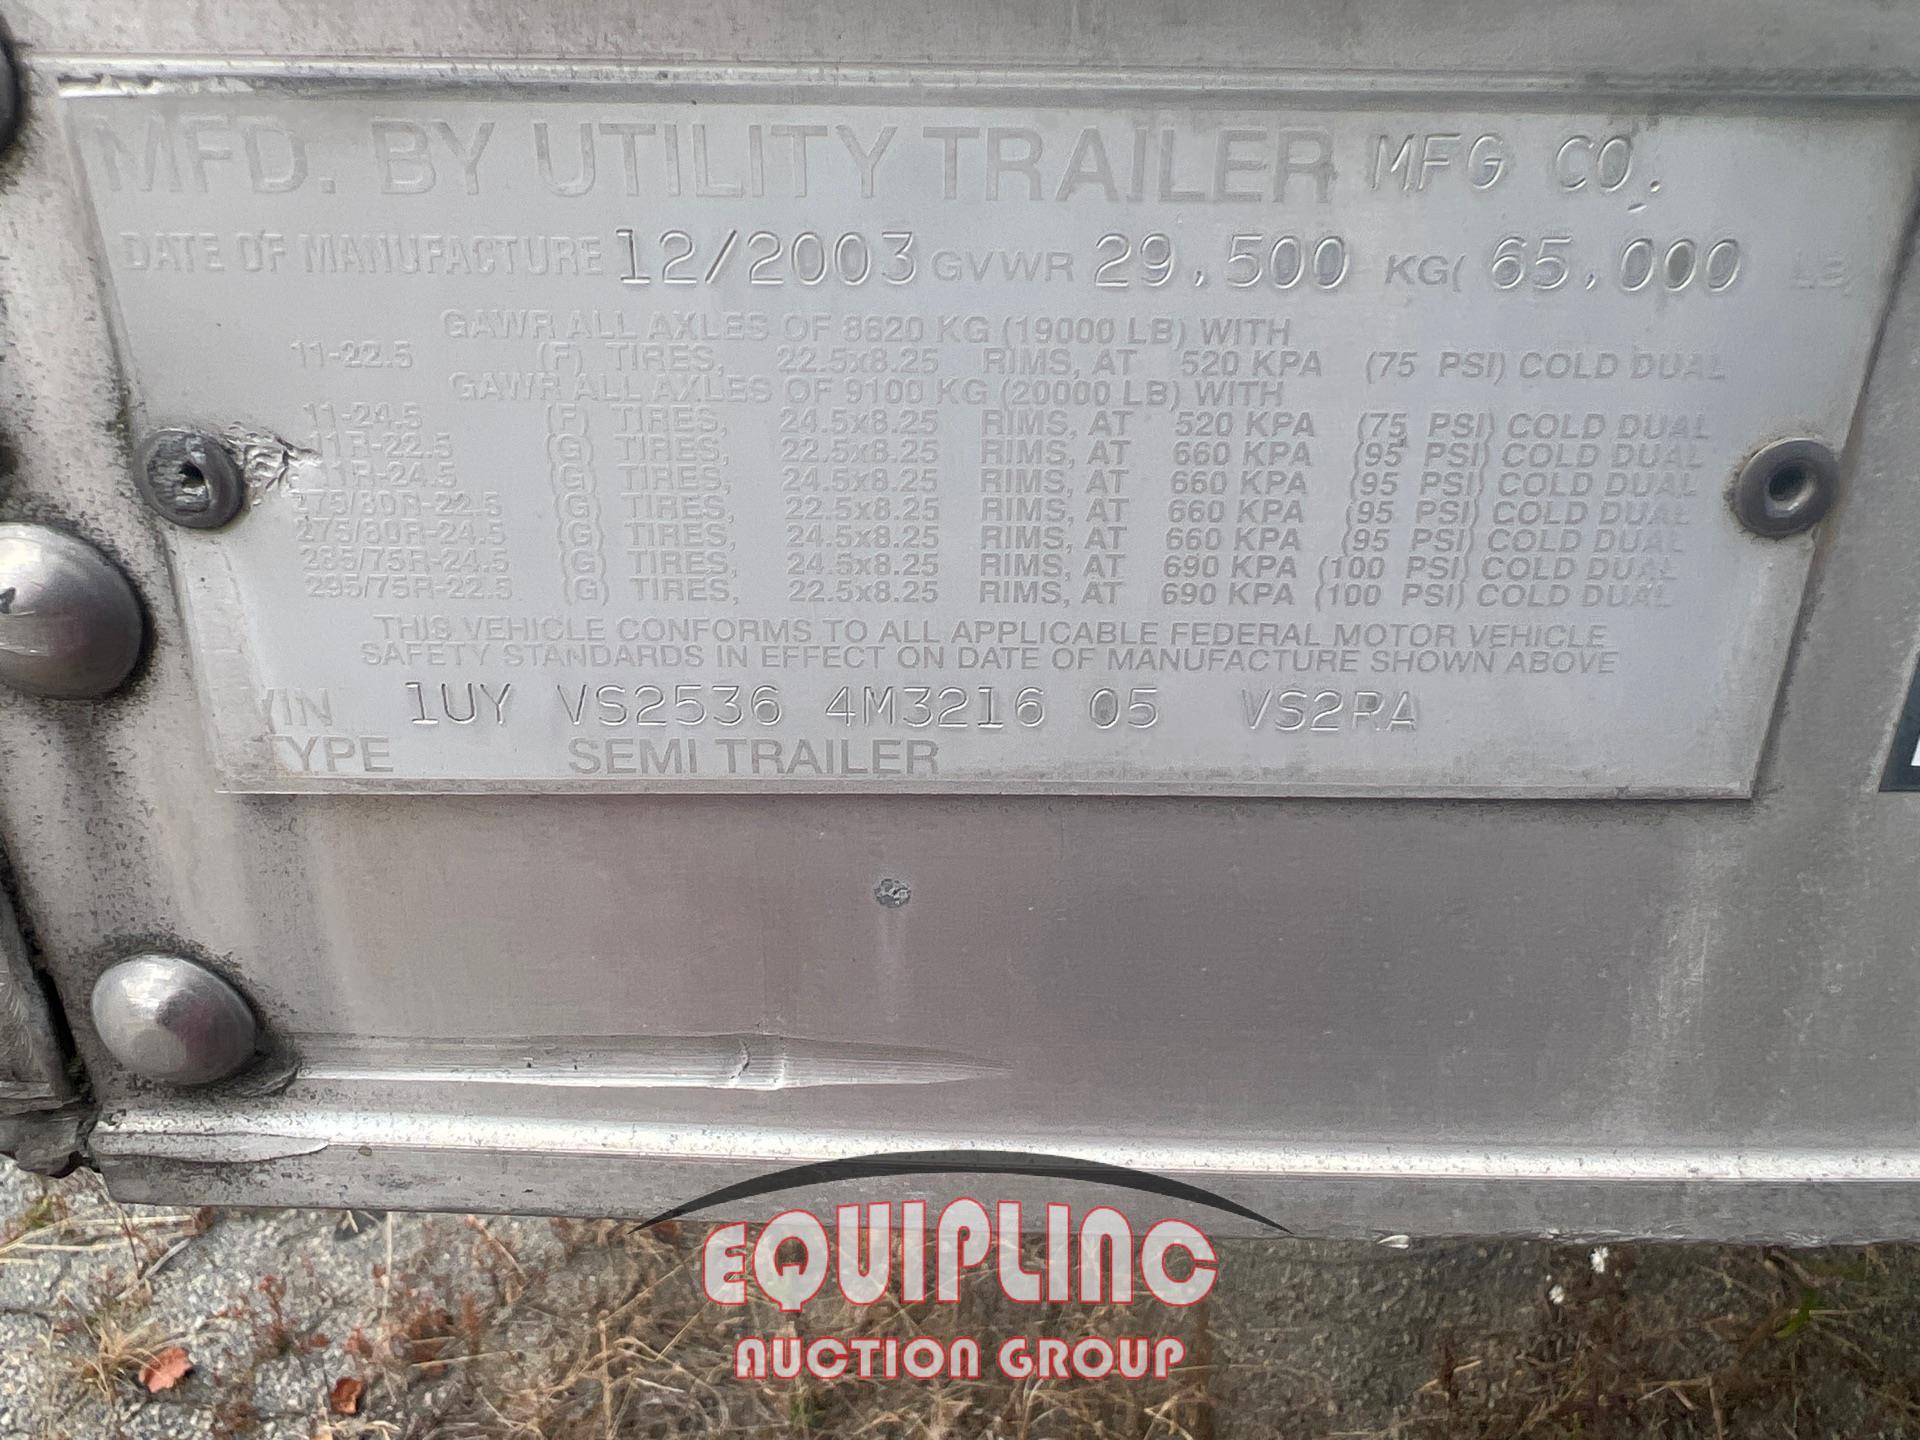 MFD. BY UTILITY TRAILER MFG CO.
DATE OF MANUFACTURE 12/2003 GVWR 29,500 KG( 65,000 LB
GAWR ALL AXLES OF 8620 KG (19000 LB) WITH
11-22.5 (F) TIRES, 22.5x8.25 RIMS, AT 520 KPA (75 PSI) COLD DUAL
GAWR ALL AXLES OF 9100 KG (20000 LB) WITH
11-24.5 (F) TIRES, 24.5x8.25 RIMS, AT 520 KPA (75 PSI) COLD DUAL
11R-22.5 (G) TIRES, 22.5x8.25 RIMS, AT 660 KPA (95 PSI) COLD DUAL
11R-24.5 (G) TIRES, 24.5x8.25 RIMS, AT 660 KPA (95 PSI) COLD DUAL
275/80R-22.5 (G) TIRES, 22.5x8.25 RIMS, AT 660 KPA (95 PSI) COLD DUAL
275/80R-24.5 (G) TIRES, 24.5x8.25 RIMS, AT 660 KPA (95 PSI) COLD DUAL
285/75R-24.5 (G) TIRES, 24.5x8.25 RIMS, AT 690 KPA (100 PSI) COLD DUAL
295/75R-22.5 (G) TIRES, 22.5x8.25 RIMS, AT 690 KPA (100 PSI) COLD DUAL
THIS VEHICLE CONFORMS TO ALL APPLICABLE FEDERAL MOTOR VEHICLE
SAFETY STANDARDS IN EFFECT ON DATE OF MANUFACTURE SHOWN ABOVE
VIN 1UY VS2536 4M3216 05 VS2RA
TYPE SEMI TRAILER
EQUIPLINC
AUCTION GROUP